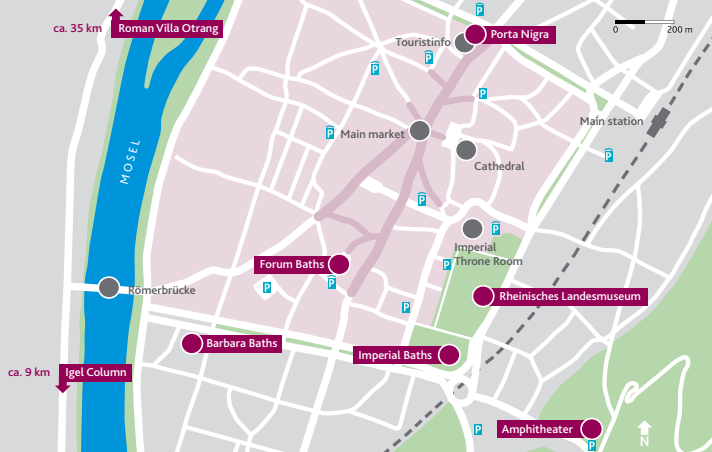 ca. 35 km
Roman Villa Otrang
Touristinfo
Porta Nigra
0
200 m
P
P
P
P
Main station
P
Main market
P
MOSEL
Cathedral
P
P
Imperial
Throne Room
P
Forum Baths
P
P
Römerbrücke
Rheinisches Landesmuseum
P
Barbara Baths
Imperial Baths
ca. 9 km
Igel Column
P
Amphitheater
P
N